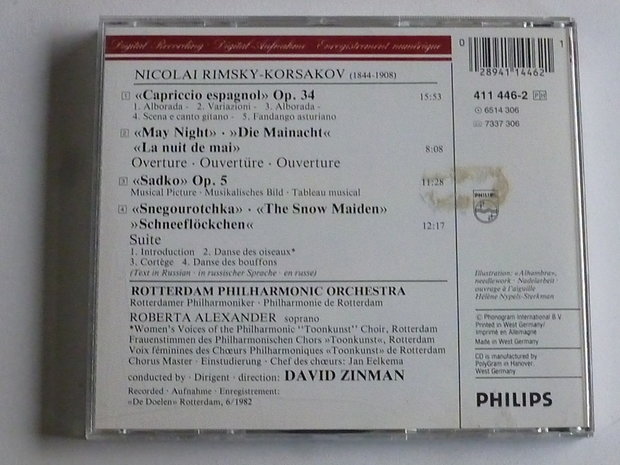 Digital Recording · Digital-Aufnahme · Enregistrement numérique
NICOLAI RIMSKY-KORSAKOV (1844-1908)
1 «Capriccio espagnol» Op. 34 15:53
1. Alborada - 2. Variazioni - 3. Alborada -
4. Scena e canto gitano - 5. Fandango asturiano
2 «May Night» · »Die Mainacht«
«La nuit de mai» 8:08
Overture · Ouvertüre · Ouverture
3 «Sadko» Op. 5 11:28
Musical Picture · Musikalisches Bild · Tableau musical
4 «Snegourotchka» · «The Snow Maiden»
»Schneeflöckchen« 12:17
Suite
1. Introduction 2. Danse des oiseaux*
3. Cortège 4. Danse des bouffons
(Text in Russian · in russischer Sprache · en russe)
ROTTERDAM PHILHARMONIC ORCHESTRA
Rotterdamer Philharmoniker · Philharmonie de Rotterdam
ROBERTA ALEXANDER soprano
*Women's Voices of the Philharmonic "Toonkunst" Choir, Rotterdam
Frauenstimmen des Philharmonischen Chors »Toonkunst«, Rotterdam
Voix féminines des Chœurs Philharmoniques «Toonkunst» de Rotterdam
Chorus Master · Einstudierung · Chef des chœurs: Jan Eelkema
conducted by · Dirigent · direction: DAVID ZINMAN
Recorded · Aufnahme · Enregistrement:
«De Doelen» Rotterdam, 6/1982
0 1
28941 14462
411 446-2 PH
6514 306
7337 306
PHILIPS
Illustration: «Alhambra»,
needlework · Nadelarbeit
ouvrage à l'aiguille
Hélène Nypels-Sterkman
℗ Phonogram International B.V.
Printed in West Germany/
Imprimé en Allemagne
Made in West Germany
CD is manufactured by
PolyGram in Hanover,
West Germany
PHILIPS